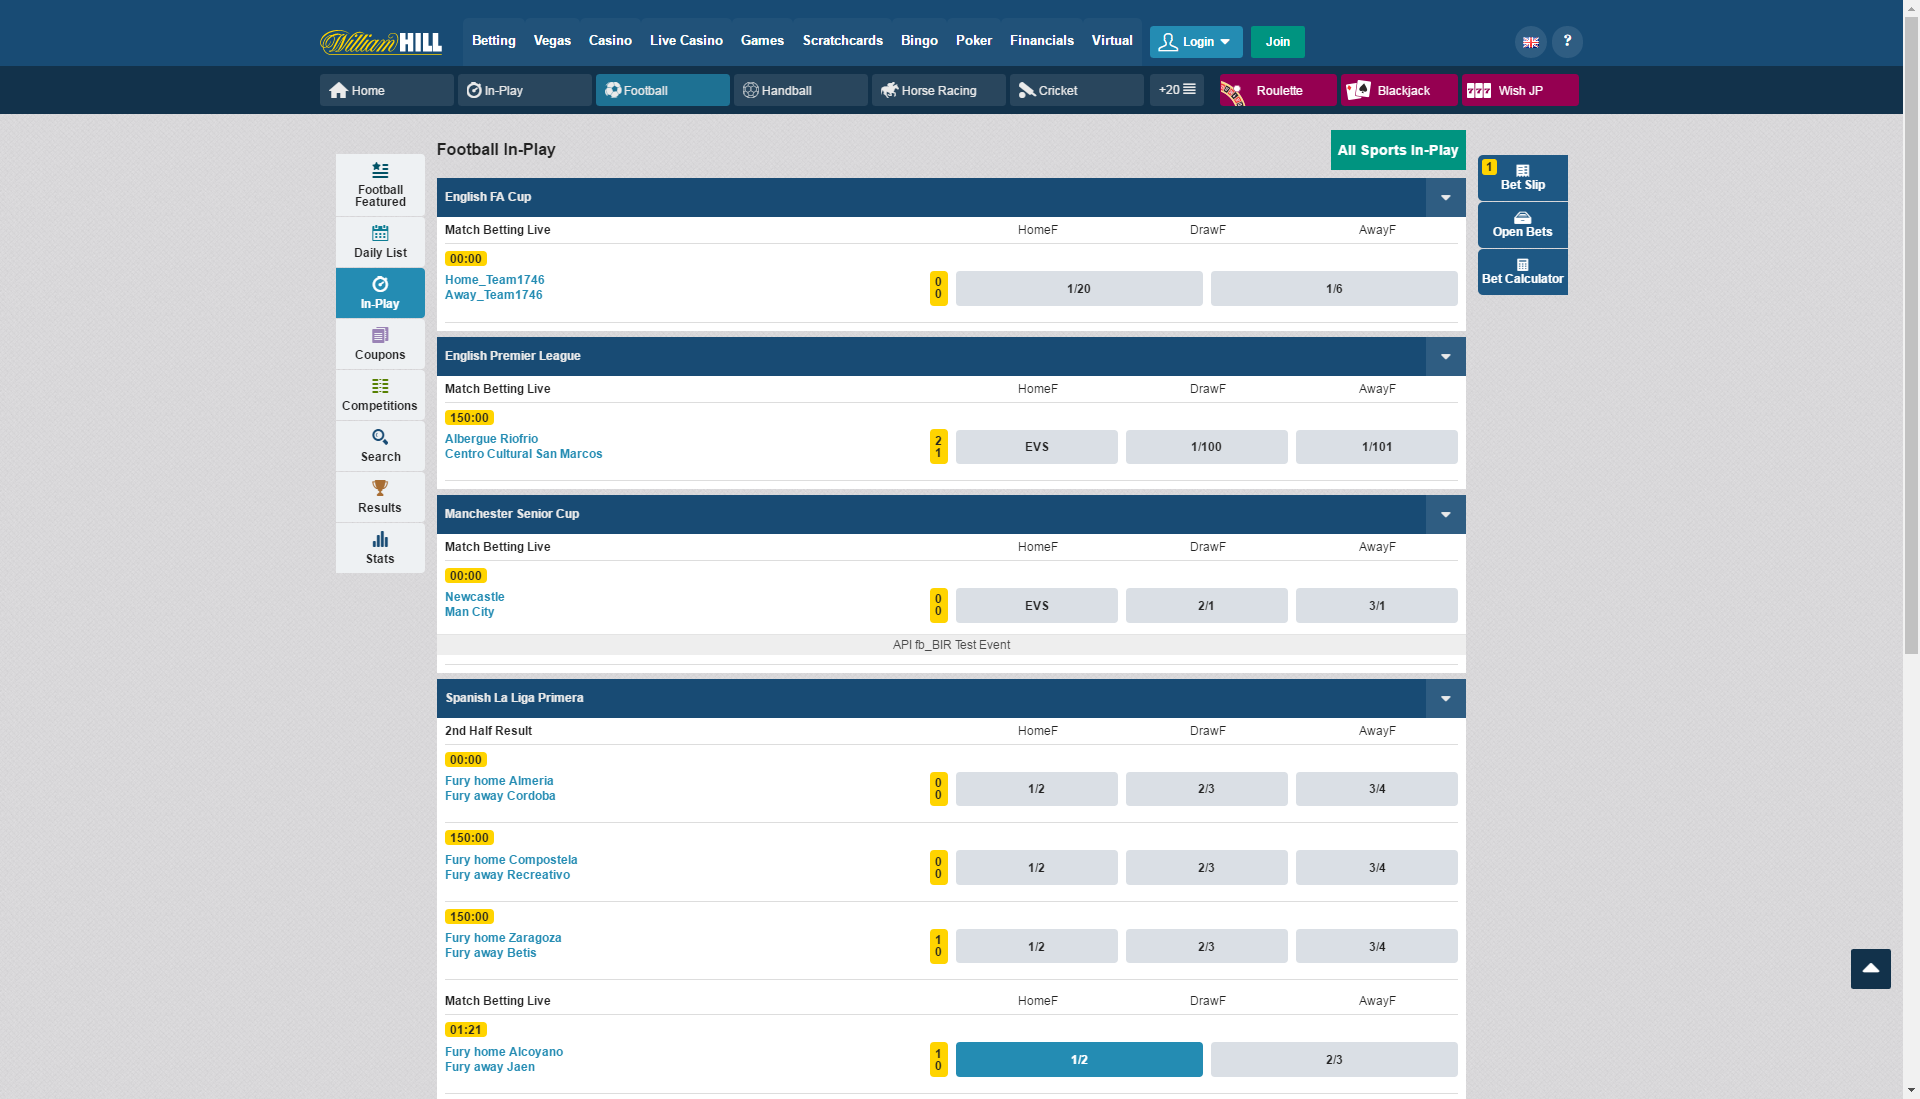 William HILL
Betting Vegas Casino Live Casino Games Scratchcards Bingo Poker Financials Virtual Login Join ?
Home In-Play Football Handball Horse Racing Cricket +20 Roulette Blackjack 777 Wish JP
Football In-Play
All Sports In-Play
Football
Featured
Daily List
In-Play
Coupons
Competitions
Search
Results
Stats
English FA Cup
Match Betting Live HomeF DrawF AwayF
00:00
Home_Team1746
Away_Team1746
0
0
1/20 1/6
English Premier League
Match Betting Live HomeF DrawF AwayF
150:00
Albergue Riofrio
Centro Cultural San Marcos
2
1
EVS 1/100 1/101
Manchester Senior Cup
Match Betting Live HomeF DrawF AwayF
00:00
Newcastle
Man City
0
0
EVS 2/1 3/1
API fb_BIR Test Event
Spanish La Liga Primera
2nd Half Result HomeF DrawF AwayF
00:00
Fury home Almeria
Fury away Cordoba
0
0
1/2 2/3 3/4
150:00
Fury home Compostela
Fury away Recreativo
0
0
1/2 2/3 3/4
150:00
Fury home Zaragoza
Fury away Betis
1
0
1/2 2/3 3/4
Match Betting Live HomeF DrawF AwayF
01:21
Fury home Alcoyano
Fury away Jaen
1
0
1/2 2/3
1
Bet Slip
Open Bets
Bet Calculator